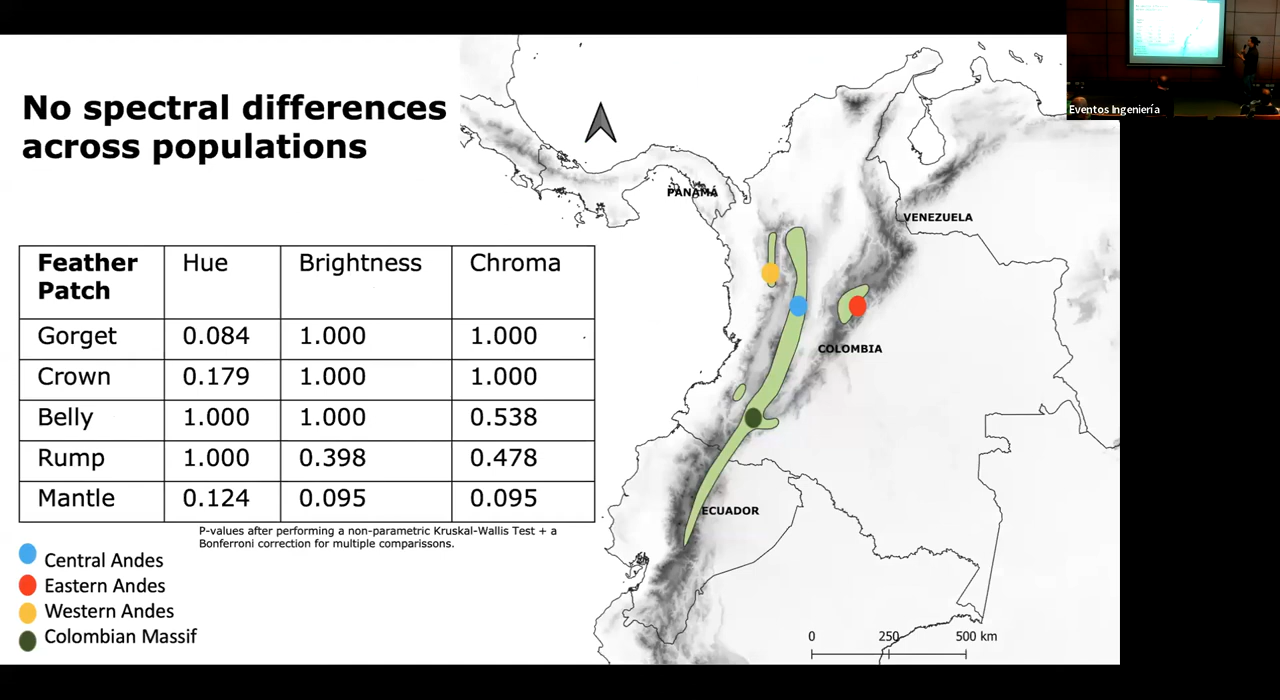 No spectral differences
across populations
Feather Patch Hue Brightness Chroma
Gorget 0.084 1.000 1.000
Crown 0.179 1.000 1.000
Belly 1.000 1.000 0.538
Rump 1.000 0.398 0.478
Mantle 0.124 0.095 0.095
P-values after performing a non-parametric Kruskal-Wallis Test + a
Bonferroni correction for multiple comparissons.
Central Andes
Eastern Andes
Western Andes
Colombian Massif
PANAMÁ
VENEZUELA
COLOMBIA
ECUADOR
0 250 500 km
Eventos Ingeniería